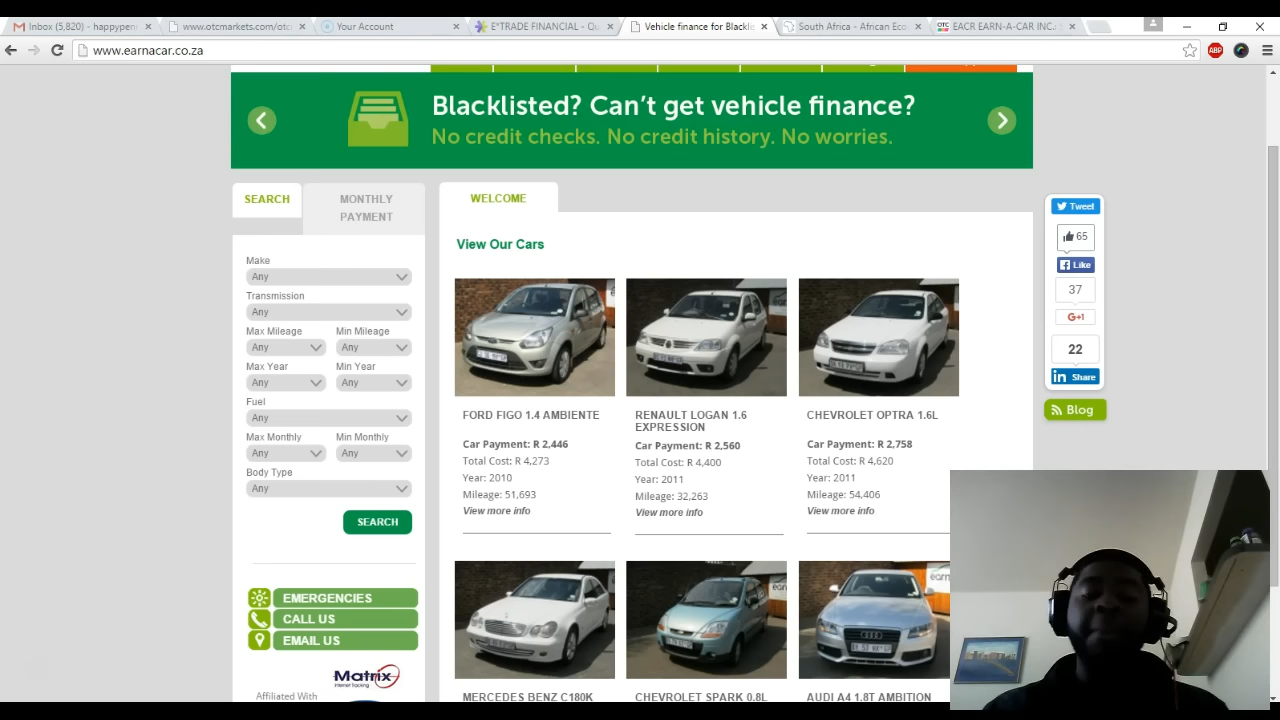 Inbox (5,820) - happypeni
www.otcmarkets.com/otci
Your Account
E*TRADE FINANCIAL - Qu
Vehicle finance for Blackli
South Africa - African Eco
EACR EARN-A-CAR INC
www.earnacar.co.za
ABP
Blacklisted? Can't get vehicle finance?
No credit checks. No credit history. No worries.
SEARCH
MONTHLY
PAYMENT
Make
Any
Transmission
Any
Max Mileage Min Mileage
Any Any
Max Year Min Year
Any Any
Fuel
Any
Max Monthly Min Monthly
Any Any
Body Type
Any
SEARCH
EMERGENCIES
CALL US
EMAIL US
Matrix
Affiliated With
WELCOME
View Our Cars
FORD FIGO 1.4 AMBIENTE
Car Payment: R 2,446
Total Cost: R 4,273
Year: 2010
Mileage: 51,693
View more info
RENAULT LOGAN 1.6
EXPRESSION
Car Payment: R 2,560
Total Cost: R 4,400
Year: 2011
Mileage: 32,263
View more info
CHEVROLET OPTRA 1.6L
Car Payment: R 2,758
Total Cost: R 4,620
Year: 2011
Mileage: 54,406
View more info
MERCEDES BENZ C180K
CHEVROLET SPARK 0.8L
AUDI A4 1.8T AMBITION
Tweet
65
Like
37
G+1
22
in Share
Blog